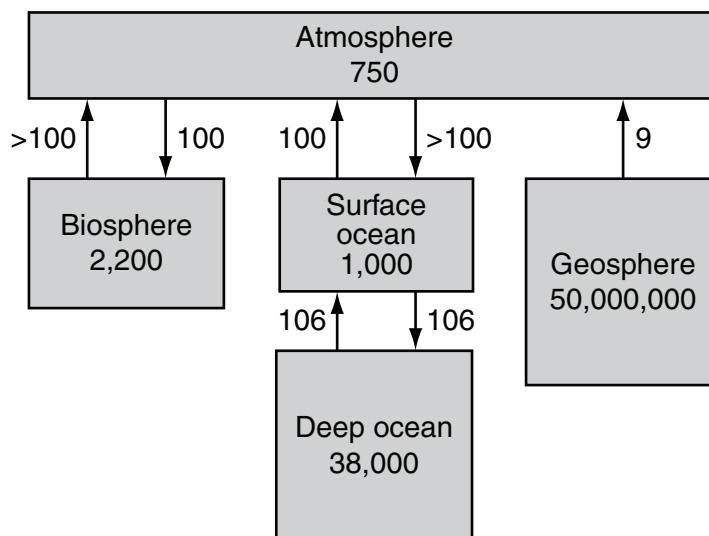 Atmosphere
750
>100
100
100
>100
9
Biosphere
2,200
Surface
ocean
1,000
Geosphere
50,000,000
106
106
Deep ocean
38,000